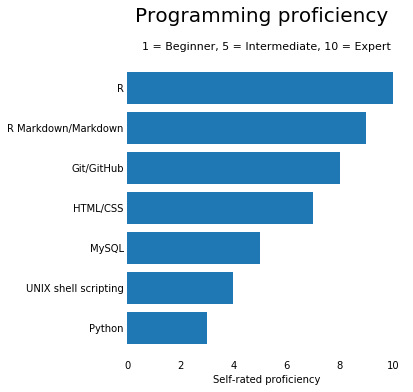 Programming proficiency
1 = Beginner, 5 = Intermediate, 10 = Expert
R
R Markdown/Markdown
Git/GitHub
HTML/CSS
MySQL
UNIX shell scripting
Python
0 2 4 6 8 10
Self-rated proficiency